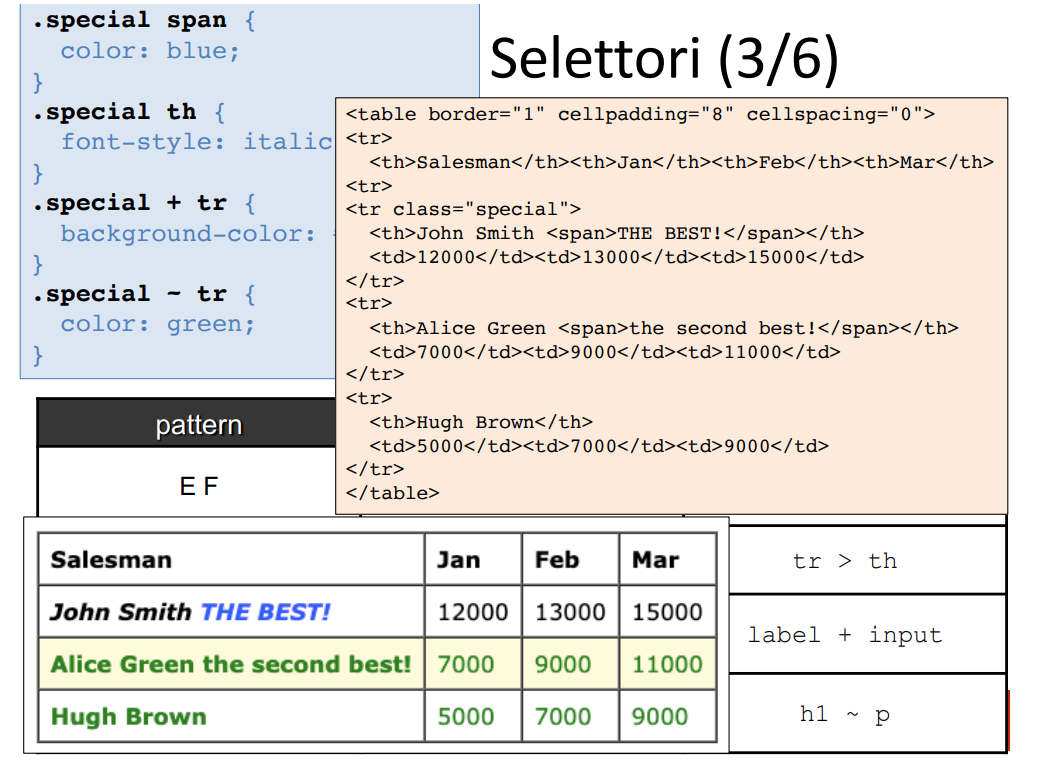 .special span {
  color: blue;
}
.special th {
  font-style: italic
}
.special + tr {
  background-color:
}
.special ~ tr {
  color: green;
}
Selettori (3/6)
<table border="1" cellpadding="8" cellspacing="0">
<tr>
  <th>Salesman</th><th>Jan</th><th>Feb</th><th>Mar</th>
<tr>
<tr class="special">
  <th>John Smith <span>THE BEST!</span></th>
  <td>12000</td><td>13000</td><td>15000</td>
</tr>
<tr>
  <th>Alice Green <span>the second best!</span></th>
  <td>7000</td><td>9000</td><td>11000</td>
</tr>
<tr>
  <th>Hugh Brown</th>
  <td>5000</td><td>7000</td><td>9000</td>
</tr>
</table>
pattern
E F
Salesman Jan Feb Mar
John Smith THE BEST! 12000 13000 15000
Alice Green the second best! 7000 9000 11000
Hugh Brown 5000 7000 9000
tr > th
label + input
h1 ~ p